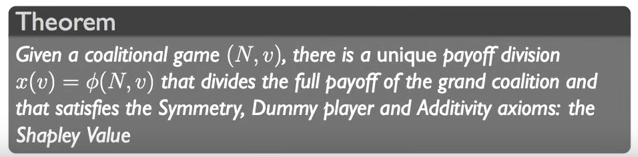 Theorem
Given a coalitional game (N, v), there is a unique payoff division
x(v) = ϕ(N, v) that divides the full payoff of the grand coalition and
that satisfies the Symmetry, Dummy player and Additivity axioms: the
Shapley Value